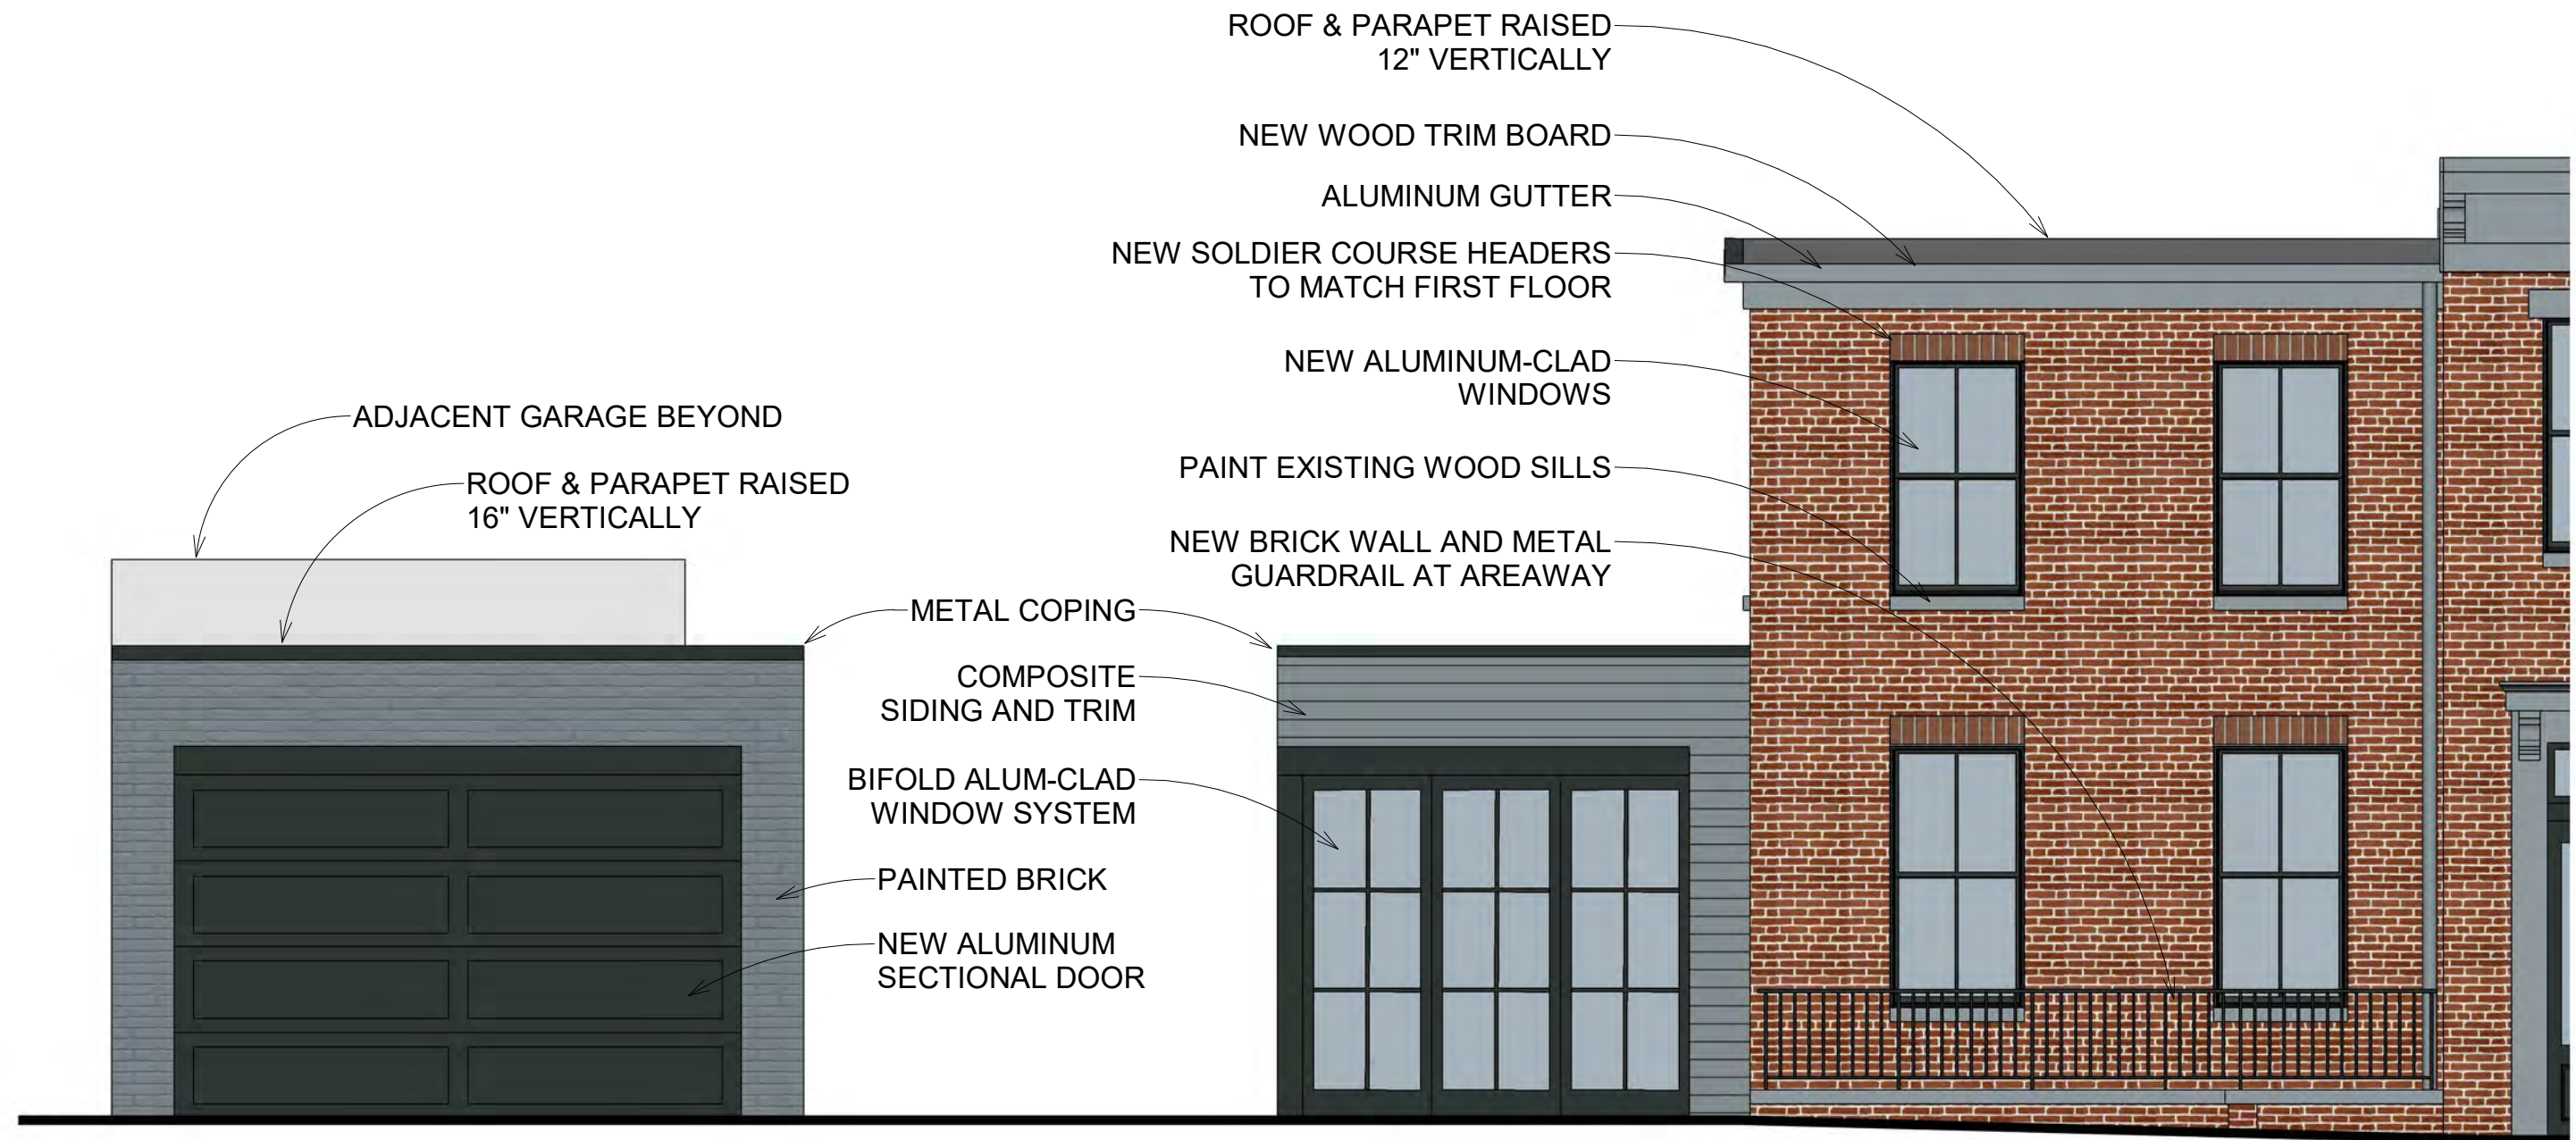 ROOF & PARAPET RAISED
12" VERTICALLY
NEW WOOD TRIM BOARD
ALUMINUM GUTTER
NEW SOLDIER COURSE HEADERS
TO MATCH FIRST FLOOR
NEW ALUMINUM-CLAD
WINDOWS
PAINT EXISTING WOOD SILLS
NEW BRICK WALL AND METAL
GUARDRAIL AT AREAWAY
ADJACENT GARAGE BEYOND
ROOF & PARAPET RAISED
16" VERTICALLY
METAL COPING
COMPOSITE
SIDING AND TRIM
BIFOLD ALUM-CLAD
WINDOW SYSTEM
PAINTED BRICK
NEW ALUMINUM
SECTIONAL DOOR